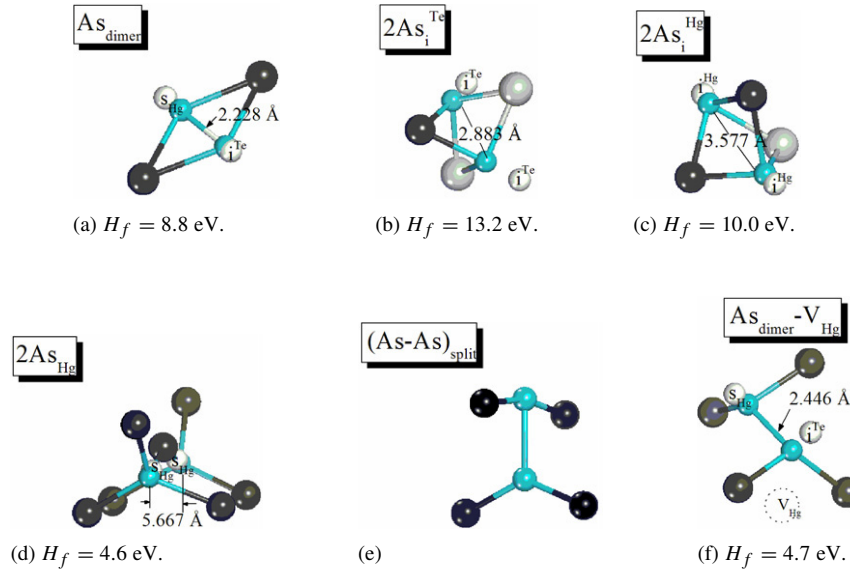 As_dimer
2As_i^Te
2As_i^Hg
s_Hg
2.228 Å
i^Te
i^Te
2.883 Å
i^Te
i^Hg
3.577 Å
i^Hg
(a) H_f = 8.8 eV.
(b) H_f = 13.2 eV.
(c) H_f = 10.0 eV.
2As_Hg
(As-As)_split
As_dimer-V_Hg
s_Hg
s_Hg
5.667 Å
s_Hg
2.446 Å
i^Te
V_Hg
(d) H_f = 4.6 eV.
(e)
(f) H_f = 4.7 eV.